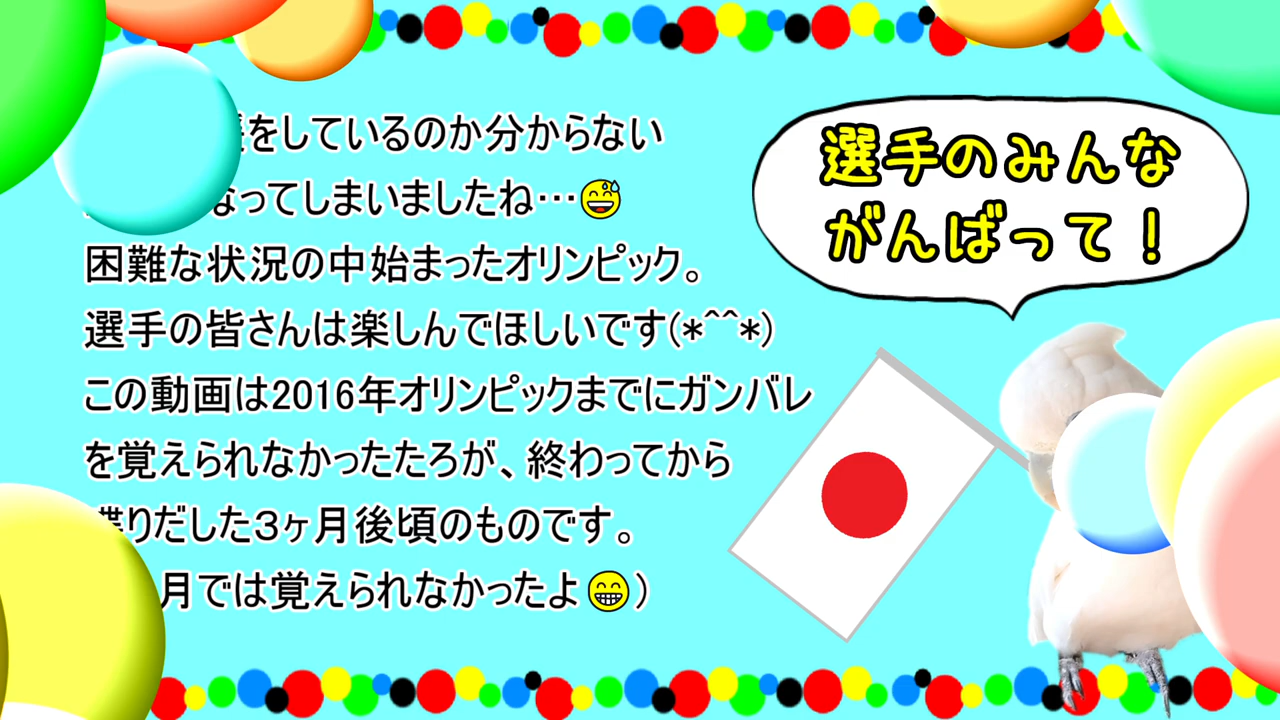 をしているのか分からない
なってしまいましたね…😅
困難な状況の中始まったオリンピック。
選手の皆さんは楽しんでほしいです(*^^*)
この動画は2016年オリンピックまでにガンバレ
を覚えられなかったたろが、終わってから
喋りだした3ヶ月後頃のものです。
月では覚えられなかったよ😁）
選手のみんな
がんばって！